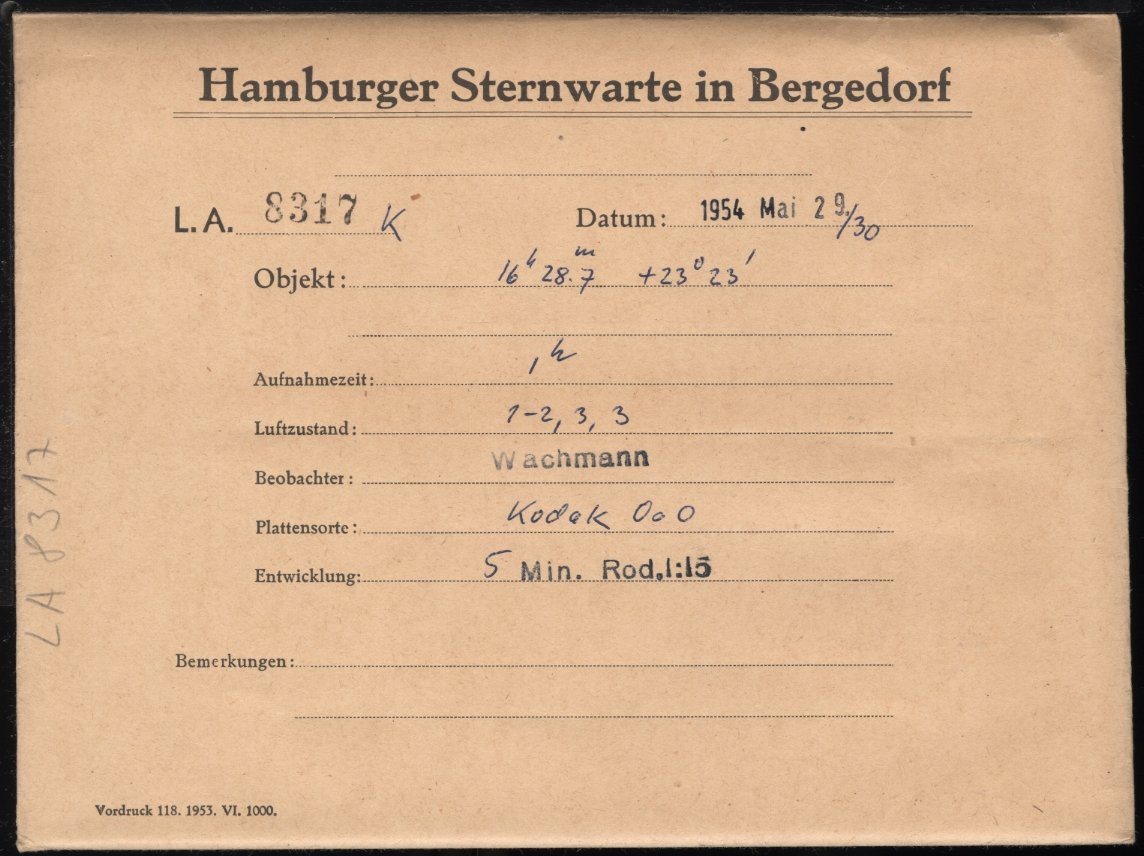 Hamburger Sternwarte in Bergedorf
L.A. 8317 K Datum: 1954 Mai 29./30
Objekt: 16h 28.7m +23° 23'
Aufnahmezeit: 1h
Luftzustand: 1-2, 3, 3
Beobachter: Wachmann
Plattensorte: Kodak OaO
Entwicklung: 5 Min. Rod.1:15
Bemerkungen:
Vordruck 118. 1953. VI. 1000.
LA 8317